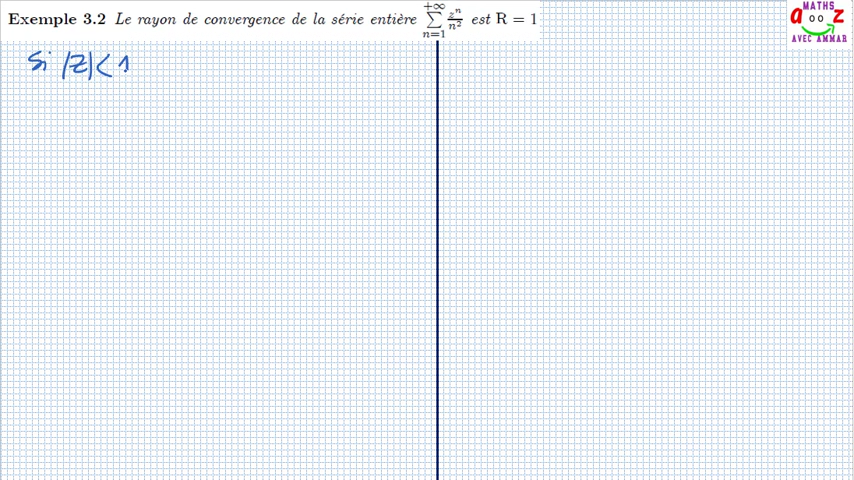 Exemple 3.2 Le rayon de convergence de la série entière $\sum_{n=1}^{+\infty} \frac{z^n}{n^2}$ est R = 1
Si |z| < 1
MATHS
a oo z
AVEC AMMAR